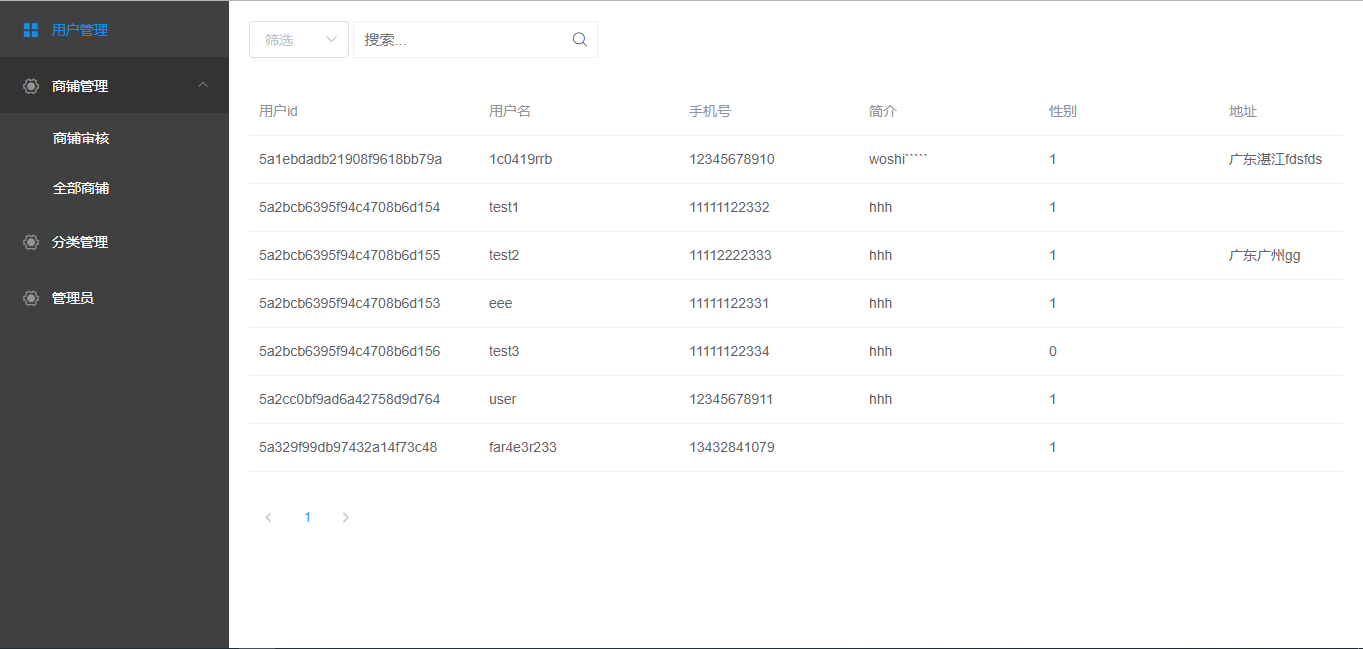 用户管理
商铺管理
商铺审核
全部商铺
分类管理
管理员
筛选 搜索...
用户id 用户名 手机号 简介 性别 地址
5a1ebdadb21908f9618bb79a 1c0419rrb 12345678910 woshi````` 1 广东湛江fdsfds
5a2bcb6395f94c4708b6d154 test1 11111122332 hhh 1
5a2bcb6395f94c4708b6d155 test2 11112222333 hhh 1 广东广州gg
5a2bcb6395f94c4708b6d153 eee 11111122331 hhh 1
5a2bcb6395f94c4708b6d156 test3 11111122334 hhh 0
5a2cc0bf9ad6a42758d9d764 user 12345678911 hhh 1
5a329f99db97432a14f73c48 far4e3r233 13432841079 1
1